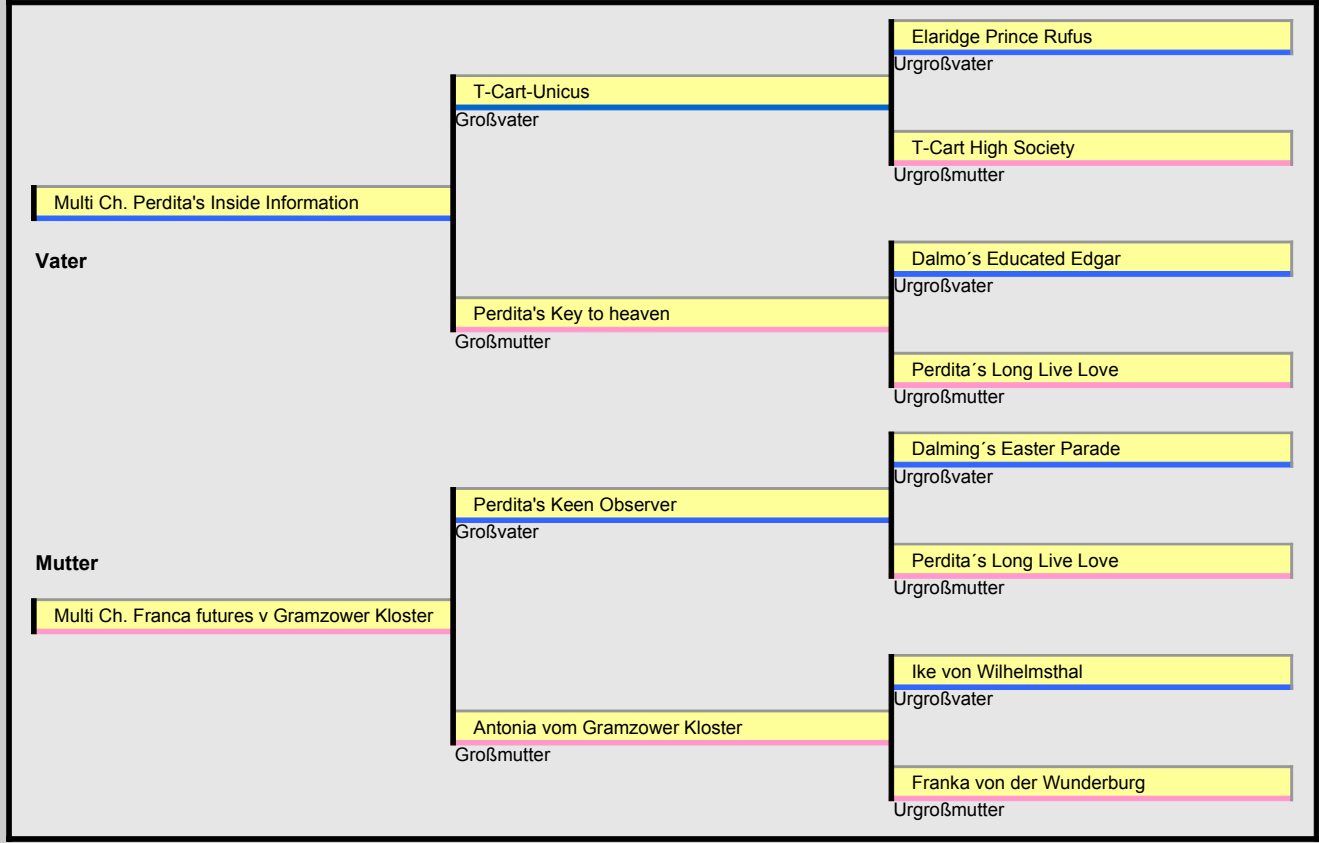 Elaridge Prince Rufus
Urgroßvater
T-Cart-Unicus
Großvater
T-Cart High Society
Urgroßmutter
Multi Ch. Perdita's Inside Information
Vater
Dalmo´s Educated Edgar
Urgroßvater
Perdita's Key to heaven
Großmutter
Perdita´s Long Live Love
Urgroßmutter
Dalming´s Easter Parade
Urgroßvater
Perdita's Keen Observer
Großvater
Perdita´s Long Live Love
Urgroßmutter
Mutter
Multi Ch. Franca futures v Gramzower Kloster
Ike von Wilhelmsthal
Urgroßvater
Antonia vom Gramzower Kloster
Großmutter
Franka von der Wunderburg
Urgroßmutter